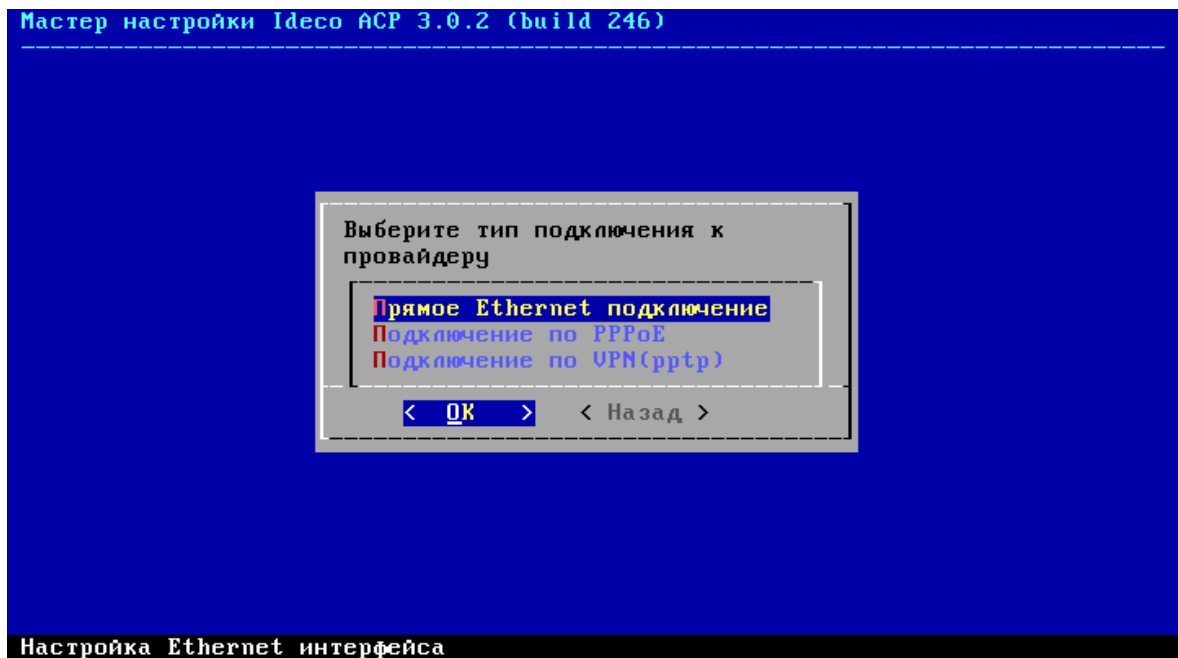 Мастер настройки Ideco ACP 3.0.2 (build 246)
Выберите тип подключения к
провайдеру
Прямое Ethernet подключение
Подключение по PPPoE
Подключение по VPN(pptp)
< OK > < Назад >
Настройка Ethernet интерфейса